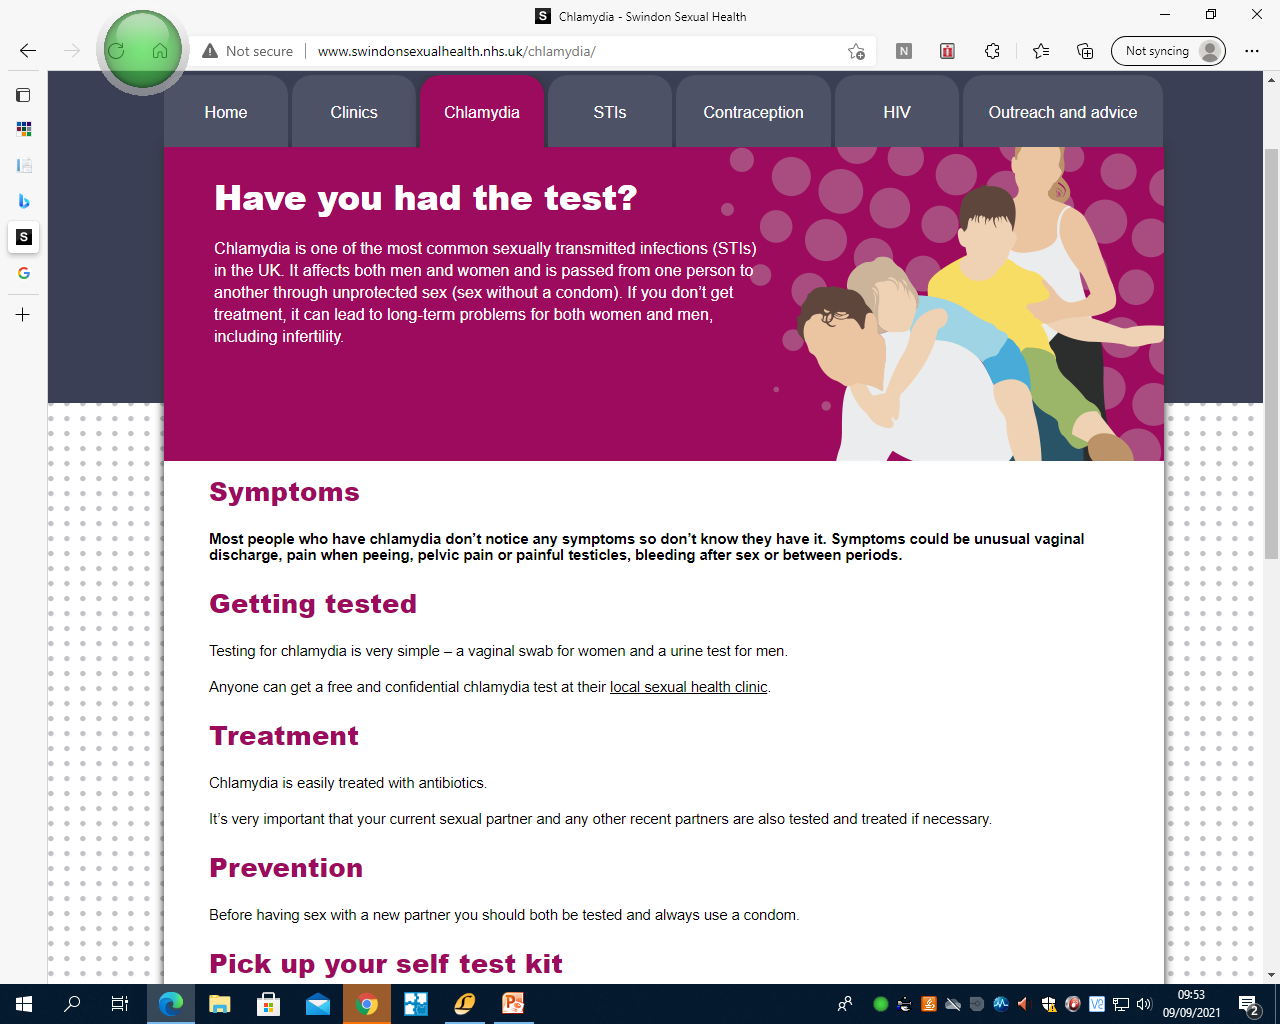 S Chlamydia - Swindon Sexual Health
Not secure www.swindonsexualhealth.nhs.uk/chlamydia/
N
Not syncing
Home Clinics Chlamydia STIs Contraception HIV Outreach and advice
Have you had the test?
Chlamydia is one of the most common sexually transmitted infections (STIs)
in the UK. It affects both men and women and is passed from one person to
another through unprotected sex (sex without a condom). If you don’t get
treatment, it can lead to long-term problems for both women and men,
including infertility.
S
G
Symptoms
Most people who have chlamydia don’t notice any symptoms so don’t know they have it. Symptoms could be unusual vaginal
discharge, pain when peeing, pelvic pain or painful testicles, bleeding after sex or between periods.
Getting tested
Testing for chlamydia is very simple – a vaginal swab for women and a urine test for men.
Anyone can get a free and confidential chlamydia test at their local sexual health clinic.
Treatment
Chlamydia is easily treated with antibiotics.
It’s very important that your current sexual partner and any other recent partners are also tested and treated if necessary.
Prevention
Before having sex with a new partner you should both be tested and always use a condom.
Pick up your self test kit
09:53
09/09/2021
2